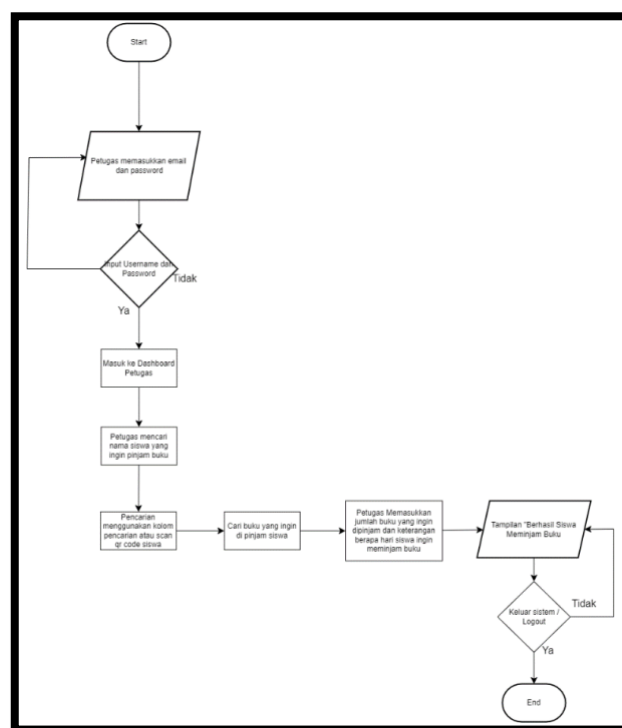 Start
Petugas memasukkan email
dan password
Input Username dan
Password
Tidak
Ya
Masuk ke Dashboard
Petugas
Petugas mencari
nama siswa yang
ingin pinjam buku
Pencarian
menggunakan kolom
pencarian atau scan
qr code siswa
Cari buku yang ingin
di pinjam siswa
Petugas Memasukkan
jumlah buku yang ingin
dipinjam dan keterangan
berapa hari siswa ingin
meminjam buku
Tampilan "Berhasil Siswa
Meminjam Buku
Keluar sistem /
Logout
Tidak
Ya
End